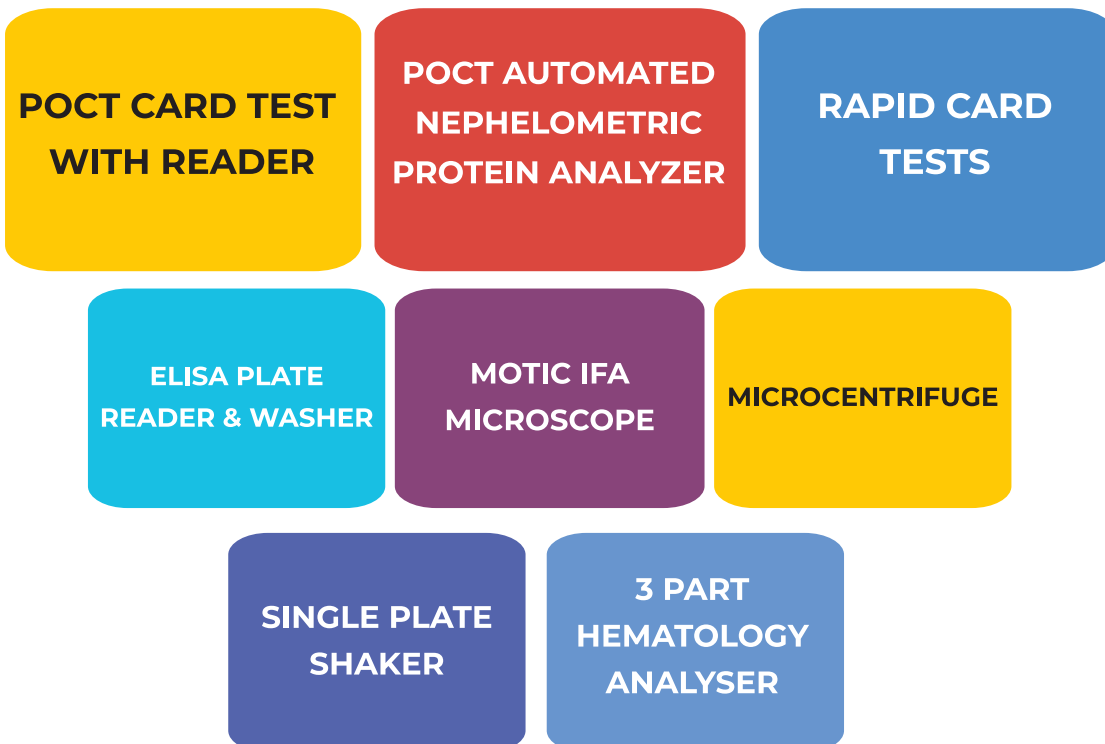 POCT CARD TEST
WITH READER
POCT AUTOMATED
NEPHELOMETRIC
PROTEIN ANALYZER
RAPID CARD
TESTS
ELISA PLATE
READER & WASHER
MOTIC IFA
MICROSCOPE
MICROCENTRIFUGE
SINGLE PLATE
SHAKER
3 PART
HEMATOLOGY
ANALYSER